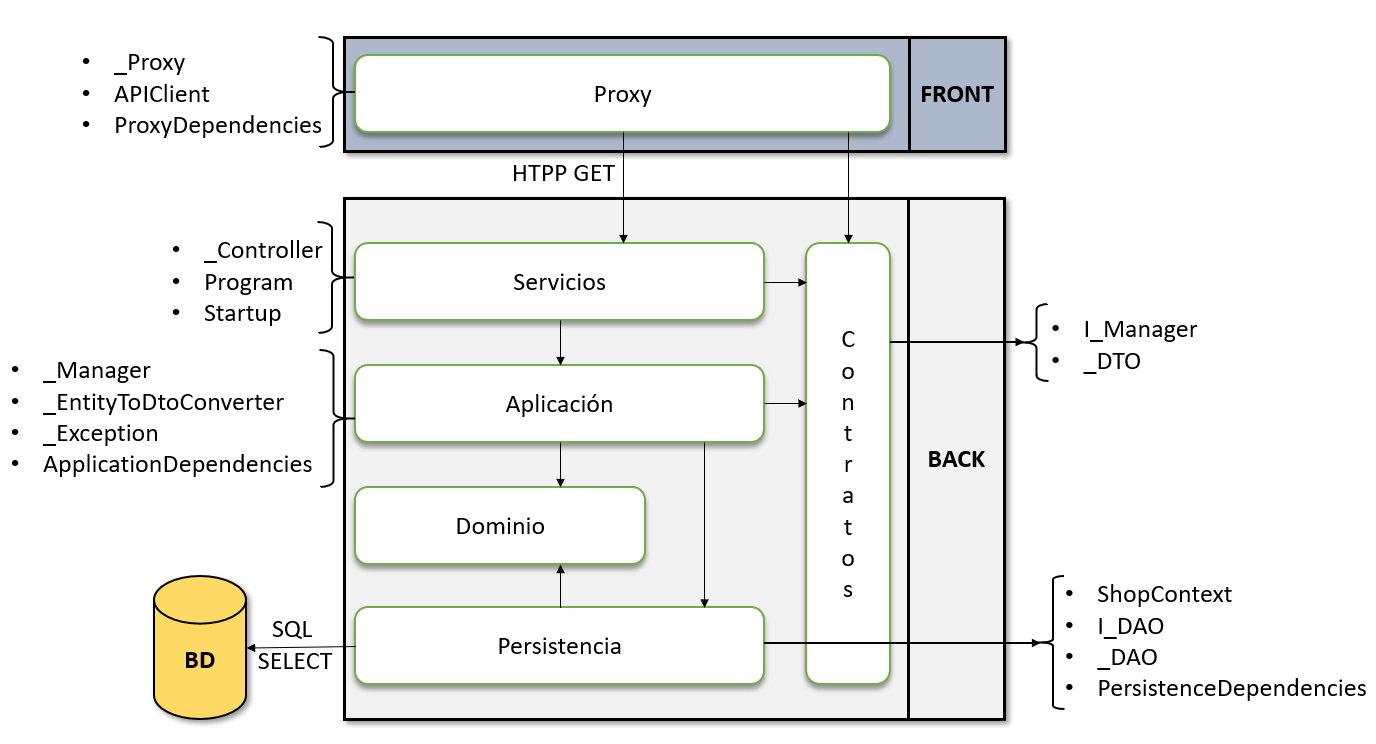 • _Proxy
• APIClient
• ProxyDependencies
Proxy
FRONT
HTPP GET
• _Controller
• Program
• Startup
Servicios
• _Manager
• _EntityToDtoConverter
• _Exception
• ApplicationDependencies
Aplicación
Dominio
Persistencia
SQL
SELECT
BD
C
o
n
t
r
a
t
o
s
BACK
• I_Manager
• _DTO
• ShopContext
• I_DAO
• _DAO
• PersistenceDependencies